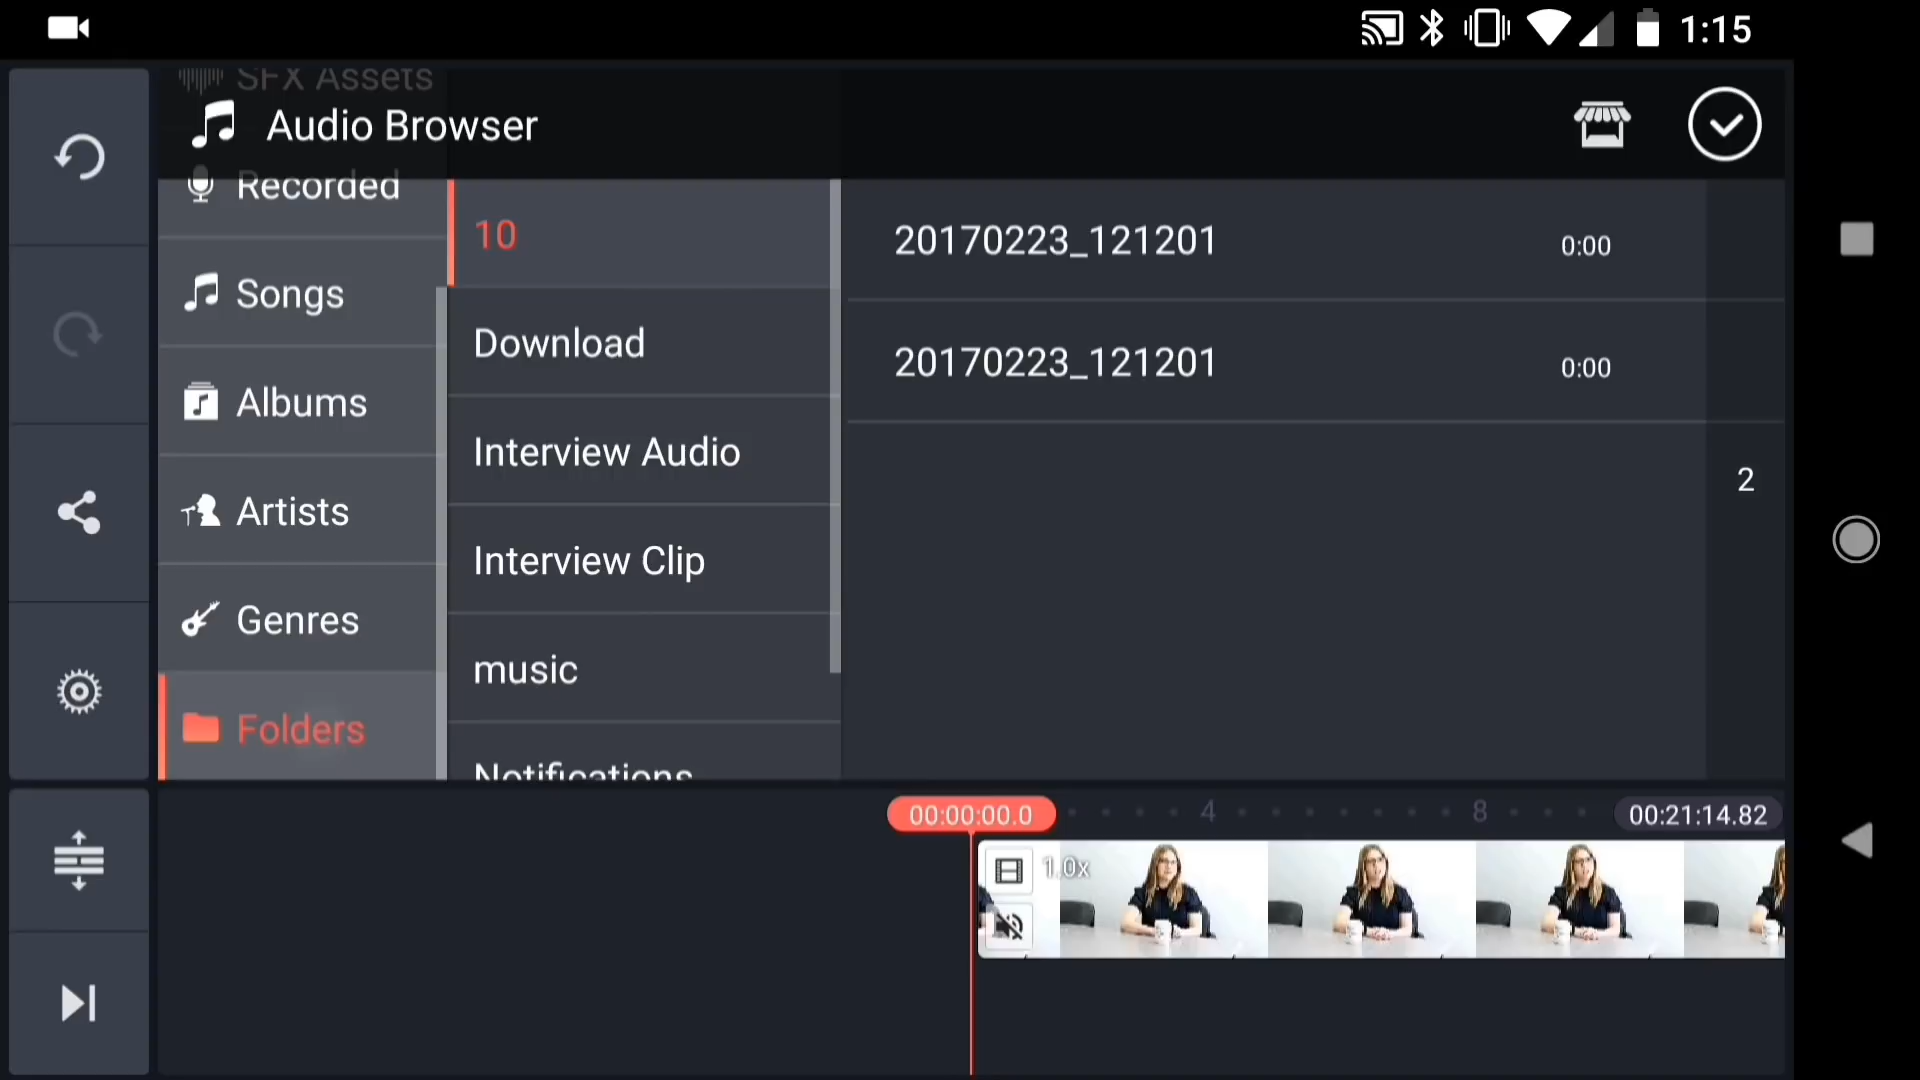 1:15
SFX Assets
Audio Browser
Recorded
Songs
Albums
Artists
Genres
Folders
10
Download
Interview Audio
Interview Clip
music
Notifications
20170223_121201 0:00
20170223_121201 0:00
2
00:00:00.0 4 8 00:21:14.82
1.0x